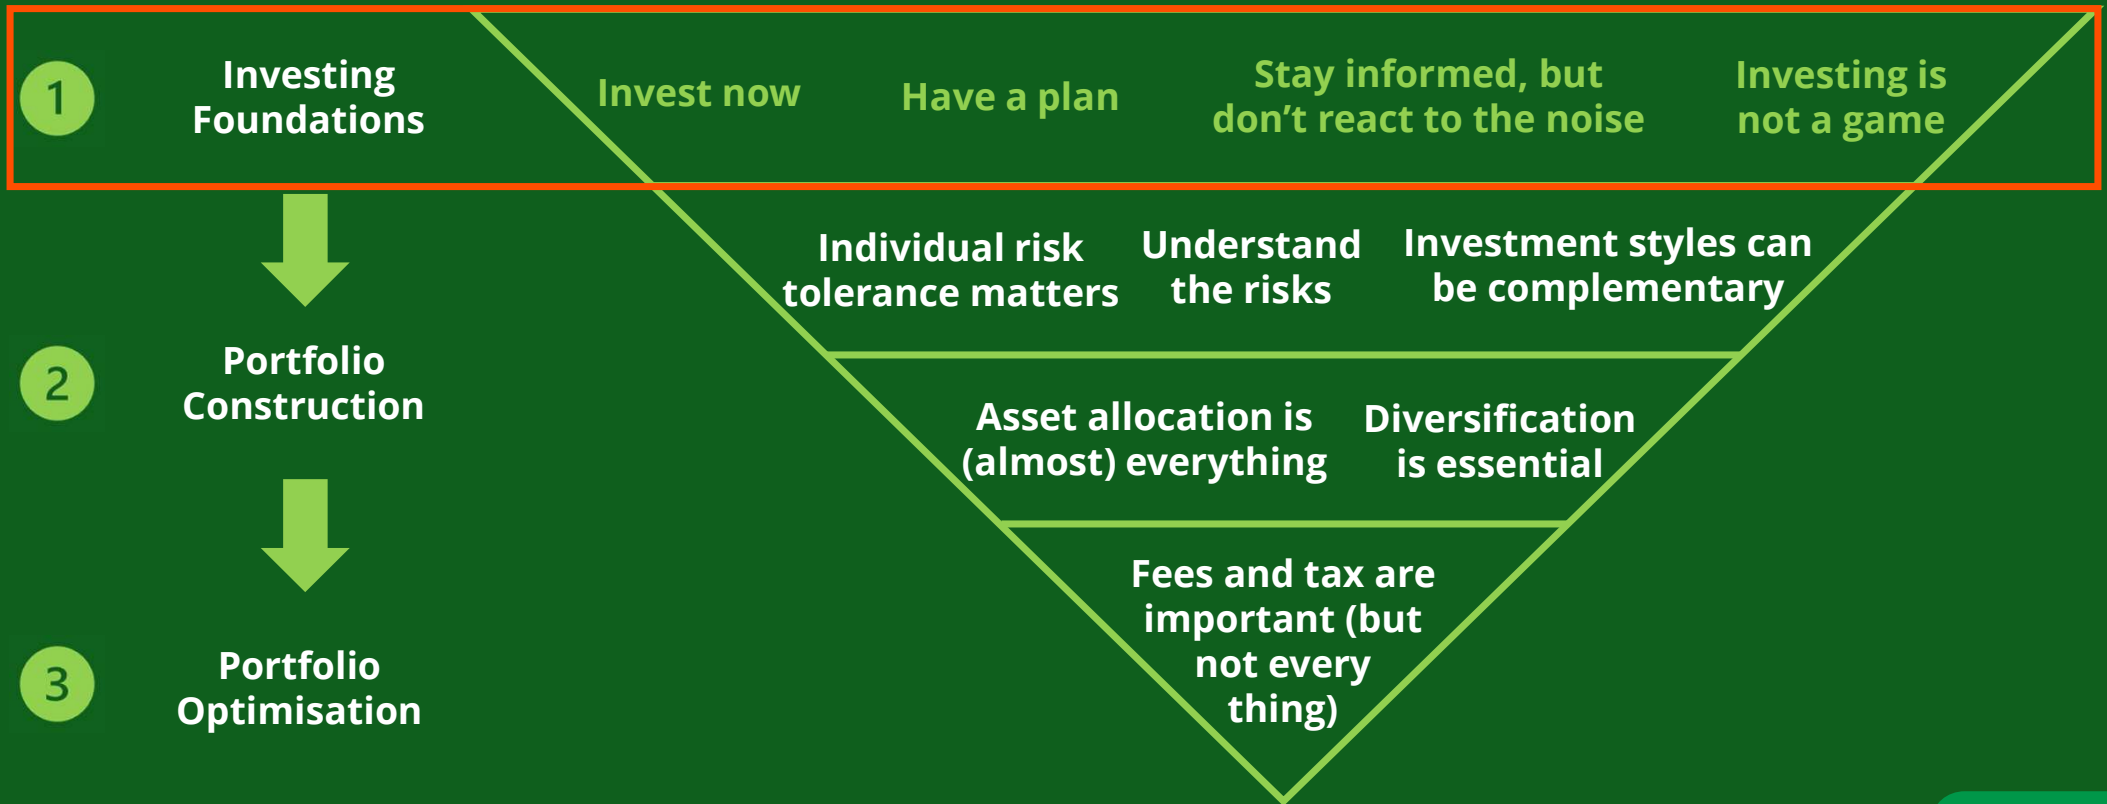 1
Investing
Foundations
Invest now
Have a plan
Stay informed, but
don’t react to the noise
Investing is
not a game
Individual risk
tolerance matters
Understand
the risks
Investment styles can
be complementary
2
Portfolio
Construction
Asset allocation is
(almost) everything
Diversification
is essential
3
Portfolio
Optimisation
Fees and tax are
important (but
not every
thing)